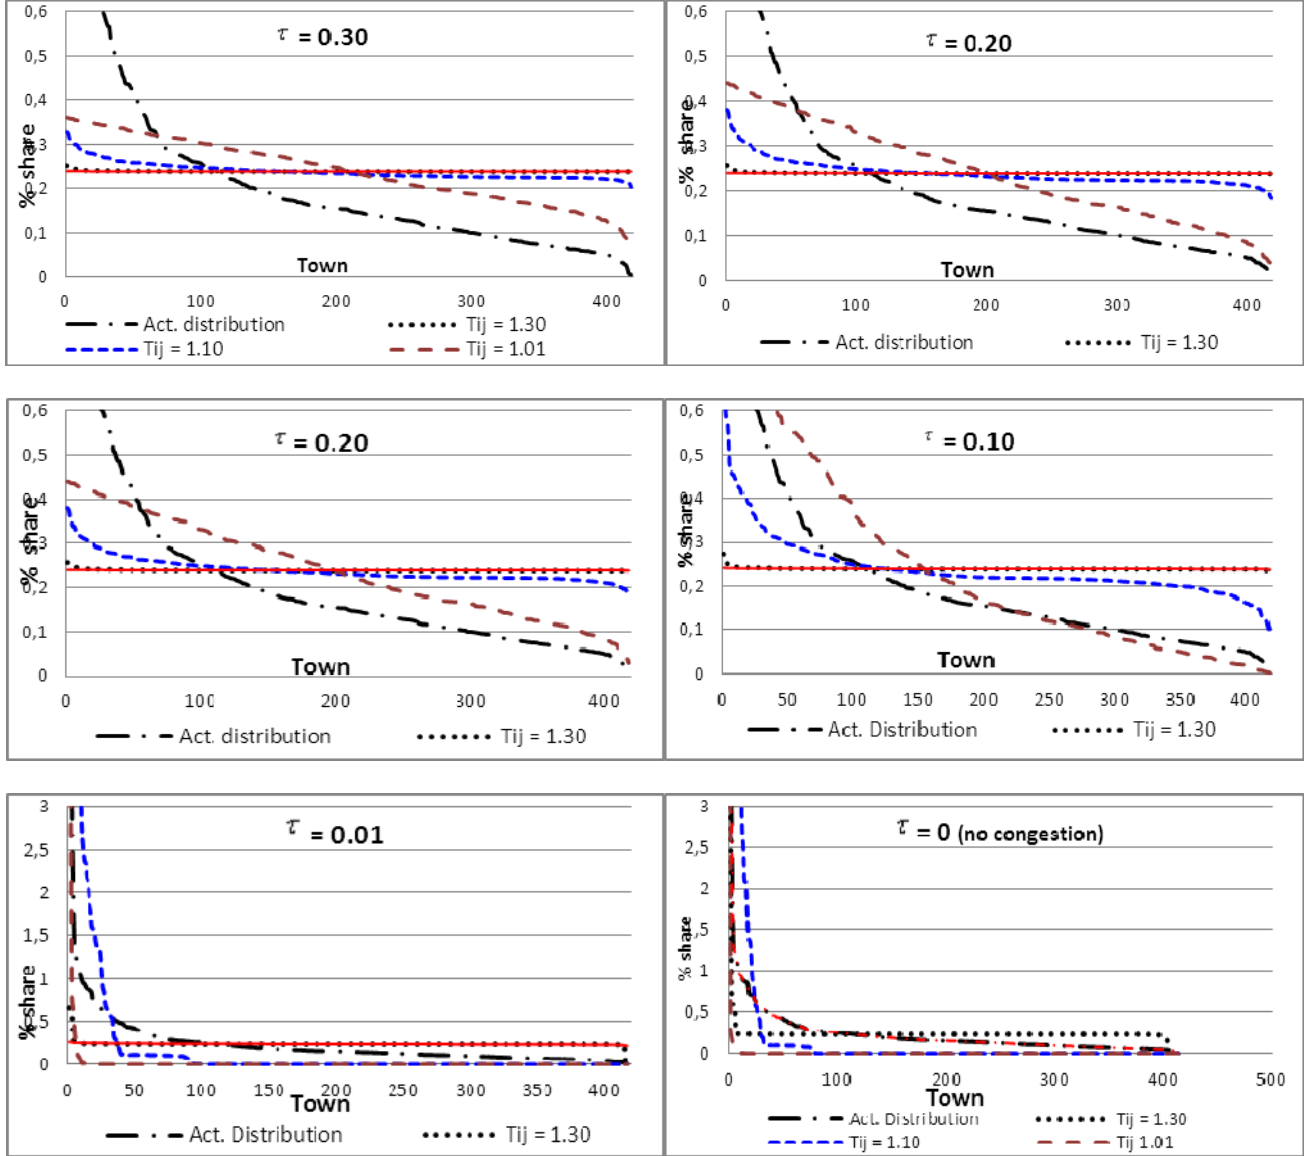 τ = 0.30
0,6
0,5
0,4
0,3
0,2
0,1
0
% share
Town
0 100 200 300 400
Act. distribution Tij = 1.30
Tij = 1.10 Tij = 1.01
τ = 0.20
0,6
0,5
0,4
0,3
0,2
0,1
0
% share
Town
0 100 200 300 400
Act. distribution Tij = 1.30
τ = 0.20
0,6
0,5
0,4
0,3
0,2
0,1
0
% share
Town
0 100 200 300 400
Act. distribution Tij = 1.30
τ = 0.10
0,6
0,5
0,4
0,3
0,2
0,1
0
% share
Town
0 50 100 150 200 250 300 350 400
Act. Distribution Tij = 1.30
τ = 0.01
3
2,5
2
1,5
1
0,5
0
% share
0 50 100 150 200 250 300 350 400
Town
Act. Distribution Tij = 1.30
τ = 0 (no congestion)
3
2,5
2
1,5
1
0,5
0
% share
0 100 200 300 400 500
Town
Act. Distribution Tij = 1.30
Tij = 1.10 Tij 1.01